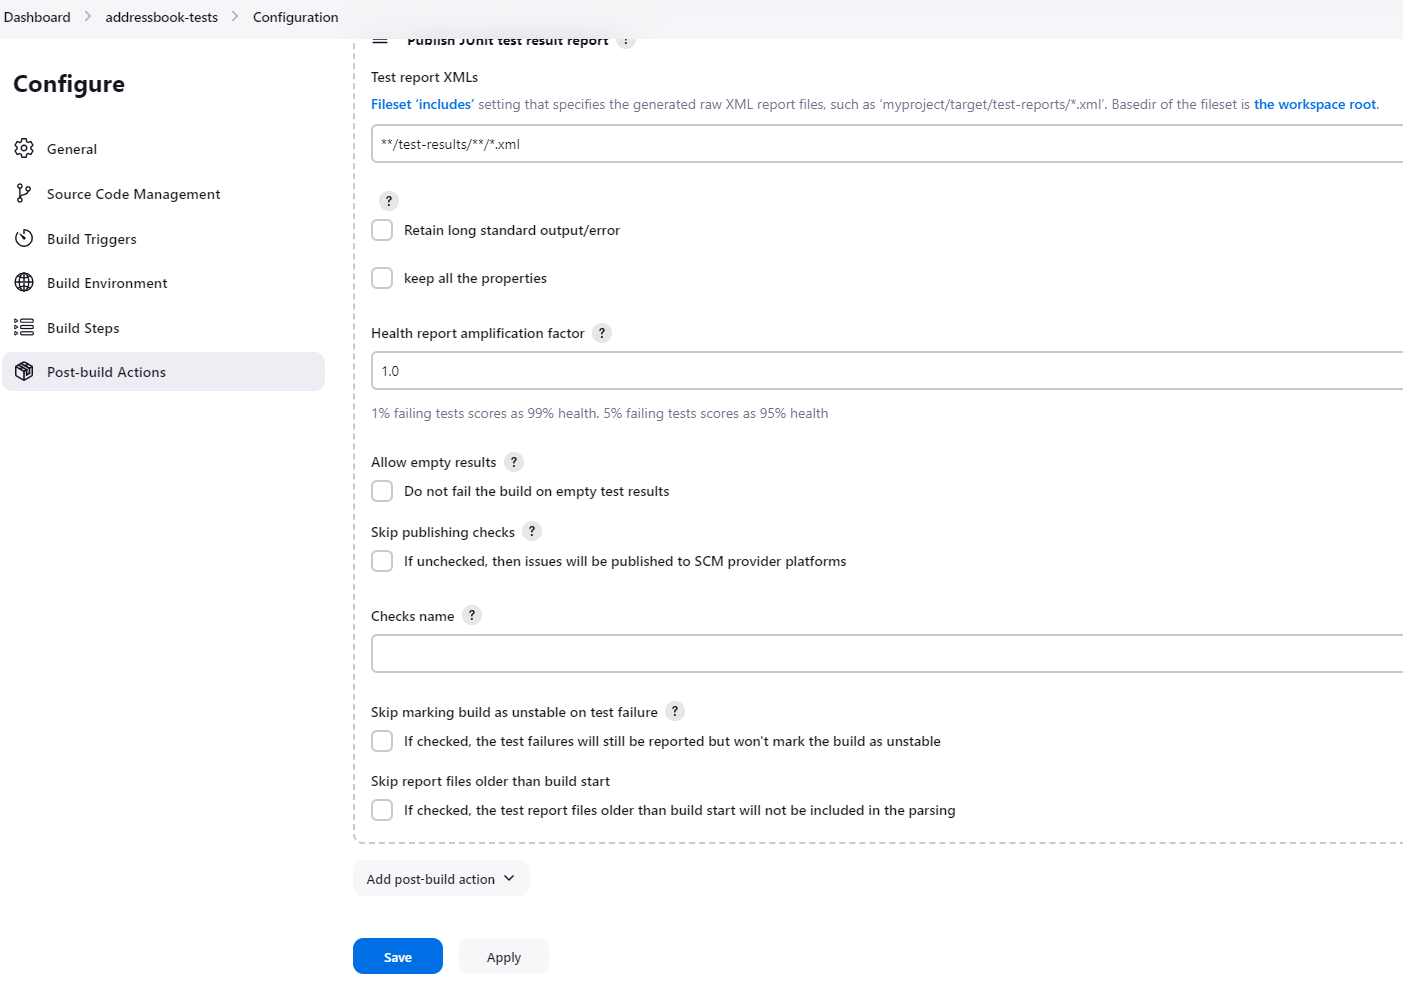 Dashboard > addressbook-tests > Configuration
Configure
General
Source Code Management
Build Triggers
Build Environment
Build Steps
Post-build Actions
Publish JUnit test result report ?
Test report XMLs
Fileset ‘includes’ setting that specifies the generated raw XML report files, such as ‘myproject/target/test-reports/*.xml’. Basedir of the fileset is the workspace root.
**/test-results/**/*.xml
?
Retain long standard output/error
keep all the properties
Health report amplification factor ?
1.0
1% failing tests scores as 99% health. 5% failing tests scores as 95% health
Allow empty results ?
Do not fail the build on empty test results
Skip publishing checks ?
If unchecked, then issues will be published to SCM provider platforms
Checks name ?
Skip marking build as unstable on test failure ?
If checked, the test failures will still be reported but won't mark the build as unstable
Skip report files older than build start
If checked, the test report files older than build start will not be included in the parsing
Add post-build action
Save
Apply